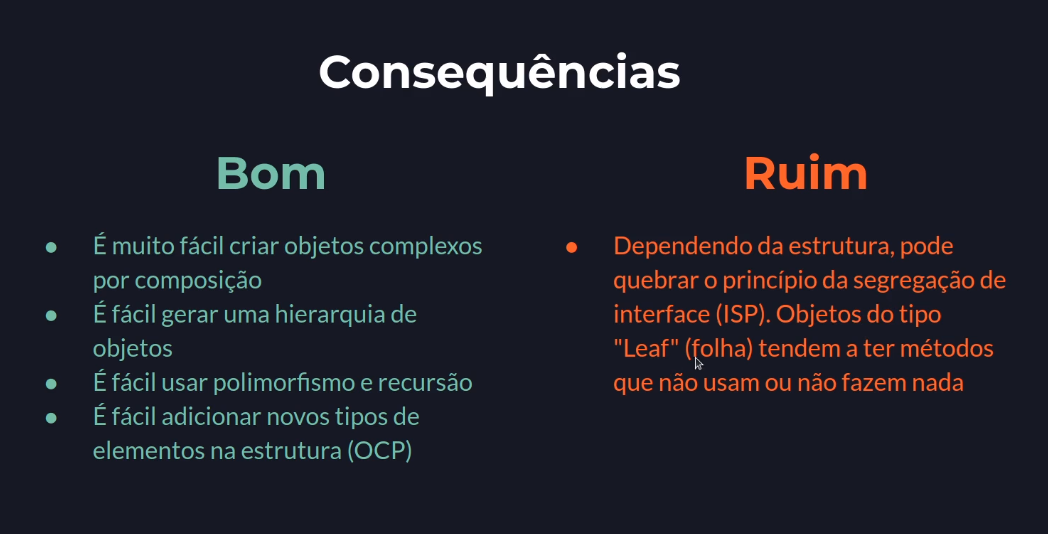 Consequências
Bom
● É muito fácil criar objetos complexos
por composição
● É fácil gerar uma hierarquia de
objetos
● É fácil usar polimorfismo e recursão
● É fácil adicionar novos tipos de
elementos na estrutura (OCP)
Ruim
● Dependendo da estrutura, pode
quebrar o princípio da segregação de
interface (ISP). Objetos do tipo
"Leaf" (folha) tendem a ter métodos
que não usam ou não fazem nada